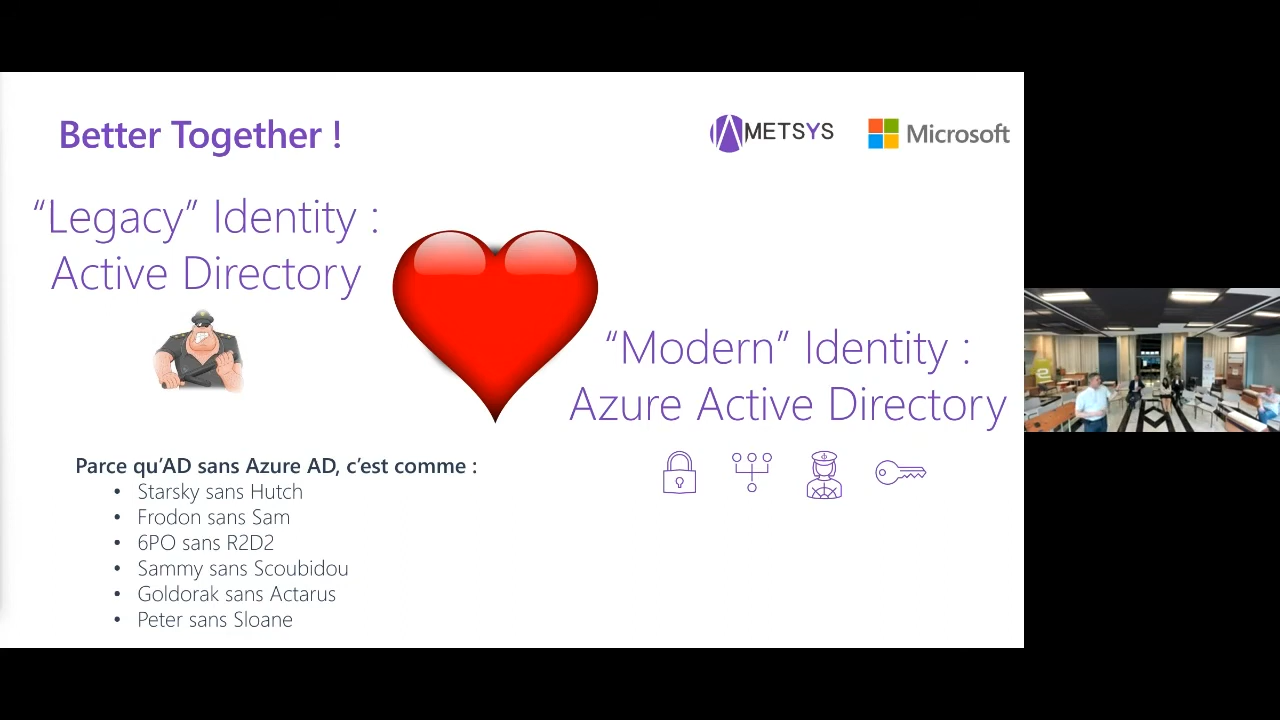 Better Together !
METSYS
Microsoft
“Legacy” Identity :
Active Directory
“Modern” Identity :
Azure Active Directory
Parce qu’AD sans Azure AD, c’est comme :
• Starsky sans Hutch
• Frodon sans Sam
• 6PO sans R2D2
• Sammy sans Scoubidou
• Goldorak sans Actarus
• Peter sans Sloane